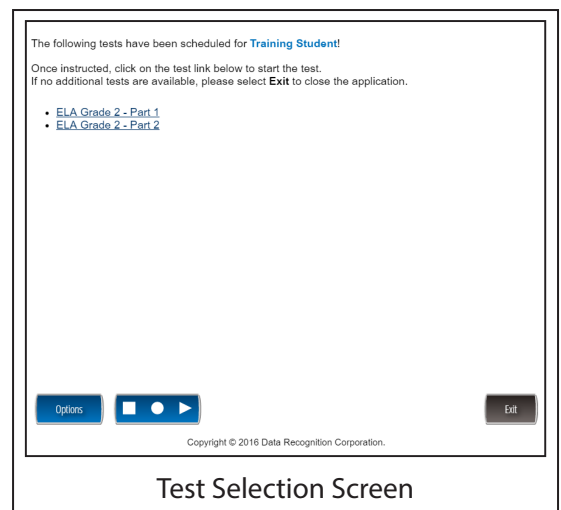 The following tests have been scheduled for Training Student!
Once instructed, click on the test link below to start the test.
If no additional tests are available, please select Exit to close the application.
• ELA Grade 2 - Part 1
• ELA Grade 2 - Part 2
Options
Exit
Copyright © 2016 Data Recognition Corporation.
Test Selection Screen